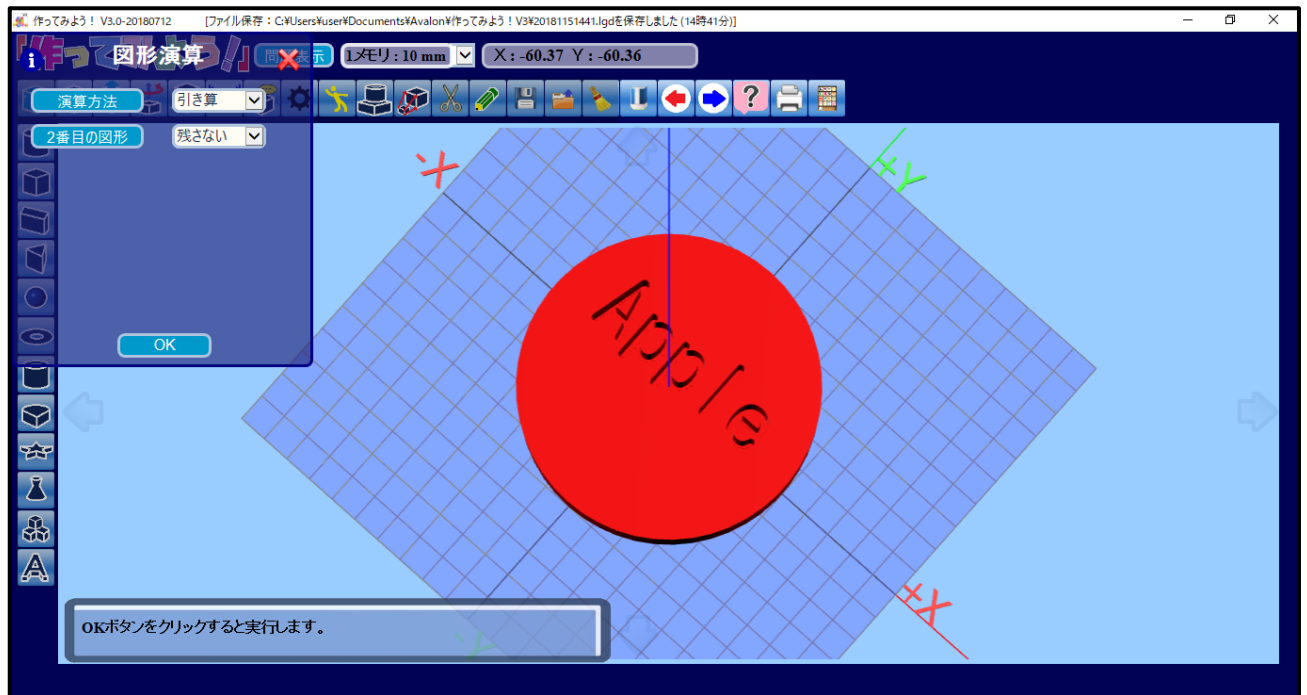 作ってみよう! V3.0-20180712 [ファイル保存：C:¥Users¥user¥Documents¥Avalon¥作ってみよう！V3¥20181151441.lgdを保存しました(14時41分)]
図形演算
表示
1メモリ : 10 mm
X : -60.37 Y : -60.36
演算方法
引き算
2番目の図形
残さない
OK
-X
+Y
Apple
+X
-Y
OKボタンをクリックすると実行します。